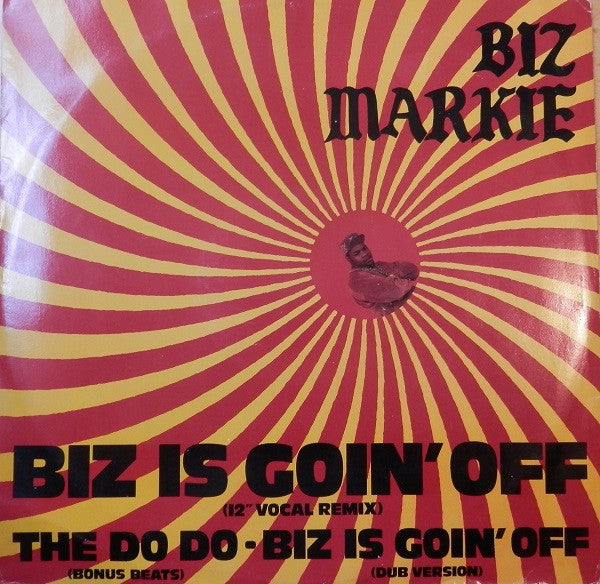 BIZ
MARKIE
BIZ IS GOIN' OFF
(12" VOCAL REMIX)
THE DO DO - BIZ IS GOIN' OFF
(BONUS BEATS) (DUB VERSION)